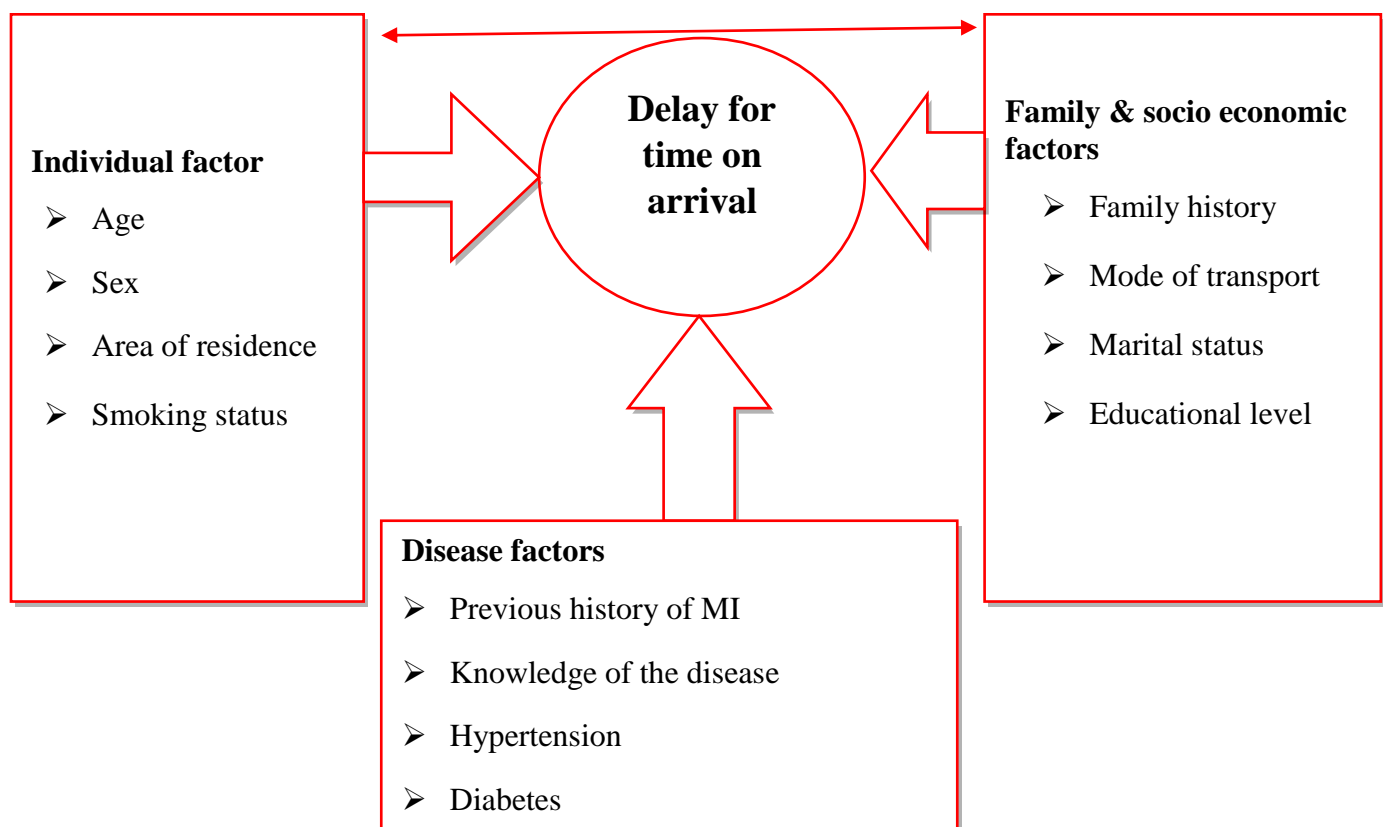 Individual factor
➢ Age
➢ Sex
➢ Area of residence
➢ Smoking status
Delay for
time on
arrival
Family & socio economic
factors
➢ Family history
➢ Mode of transport
➢ Marital status
➢ Educational level
Disease factors
➢ Previous history of MI
➢ Knowledge of the disease
➢ Hypertension
➢ Diabetes